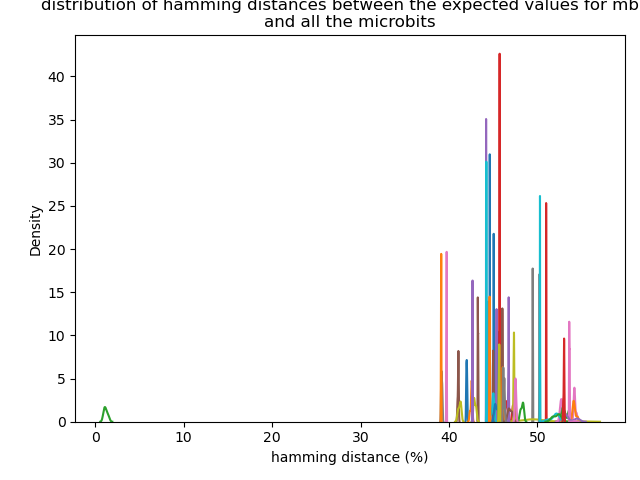 distribution of hamming distances between the expected values for mb
and all the microbits
40
35
30
25
20
15
10
5
0
Density
0 10 20 30 40 50
hamming distance (%)